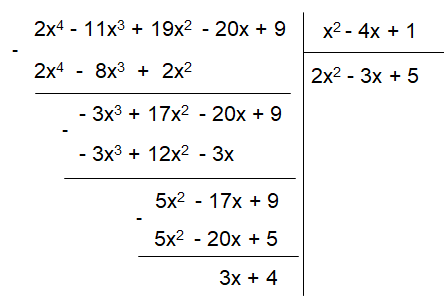 2x⁴ - 11x³ + 19x² - 20x + 9
x² - 4x + 1
-
2x⁴ - 8x³ + 2x²
2x² - 3x + 5
- 3x³ + 17x² - 20x + 9
-
- 3x³ + 12x² - 3x
5x² - 17x + 9
-
5x² - 20x + 5
3x + 4